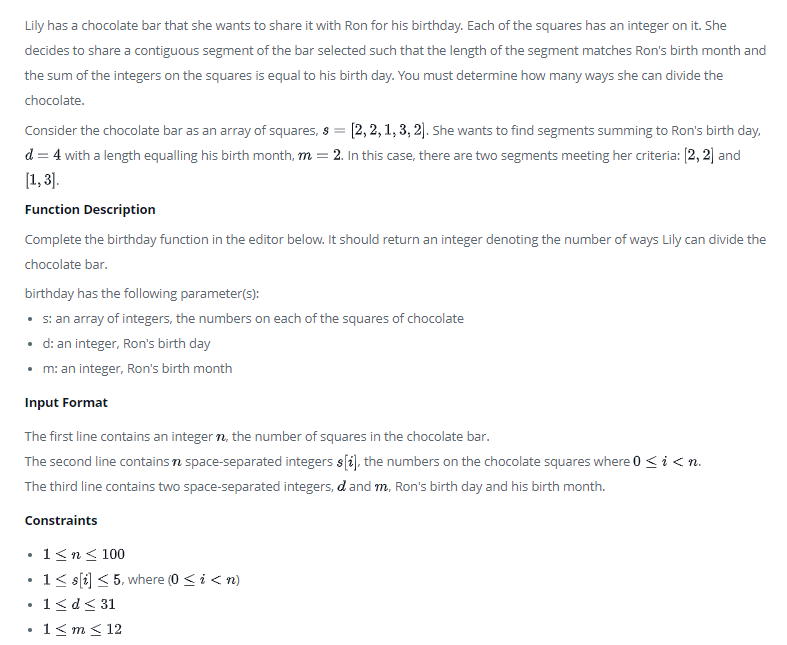 Lily has a chocolate bar that she wants to share it with Ron for his birthday. Each of the squares has an integer on it. She
decides to share a contiguous segment of the bar selected such that the length of the segment matches Ron's birth month and
the sum of the integers on the squares is equal to his birth day. You must determine how many ways she can divide the
chocolate.
Consider the chocolate bar as an array of squares, s = [2, 2, 1, 3, 2]. She wants to find segments summing to Ron's birth day,
d = 4 with a length equalling his birth month, m = 2. In this case, there are two segments meeting her criteria: [2, 2] and
[1, 3].
Function Description
Complete the birthday function in the editor below. It should return an integer denoting the number of ways Lily can divide the
chocolate bar.
birthday has the following parameter(s):
• s: an array of integers, the numbers on each of the squares of chocolate
• d: an integer, Ron's birth day
• m: an integer, Ron's birth month
Input Format
The first line contains an integer n, the number of squares in the chocolate bar.
The second line contains n space-separated integers s[i], the numbers on the chocolate squares where 0 ≤ i < n.
The third line contains two space-separated integers, d and m, Ron's birth day and his birth month.
Constraints
• 1 ≤ n ≤ 100
• 1 ≤ s[i] ≤ 5, where (0 ≤ i < n)
• 1 ≤ d ≤ 31
• 1 ≤ m ≤ 12